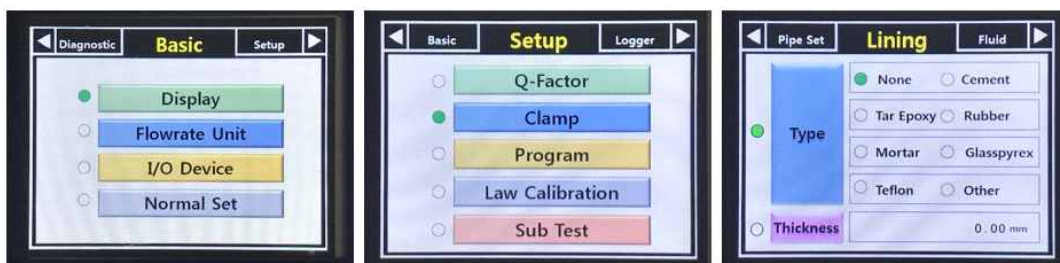 Diagnostic Basic Setup
Display
Flowrate Unit
I/O Device
Normal Set
Basic Setup Logger
Q-Factor
Clamp
Program
Law Calibration
Sub Test
Pipe Set Lining Fluid
Type
None Cement
Tar Epoxy Rubber
Mortar Glasspyrex
Teflon Other
Thickness 0.00 mm